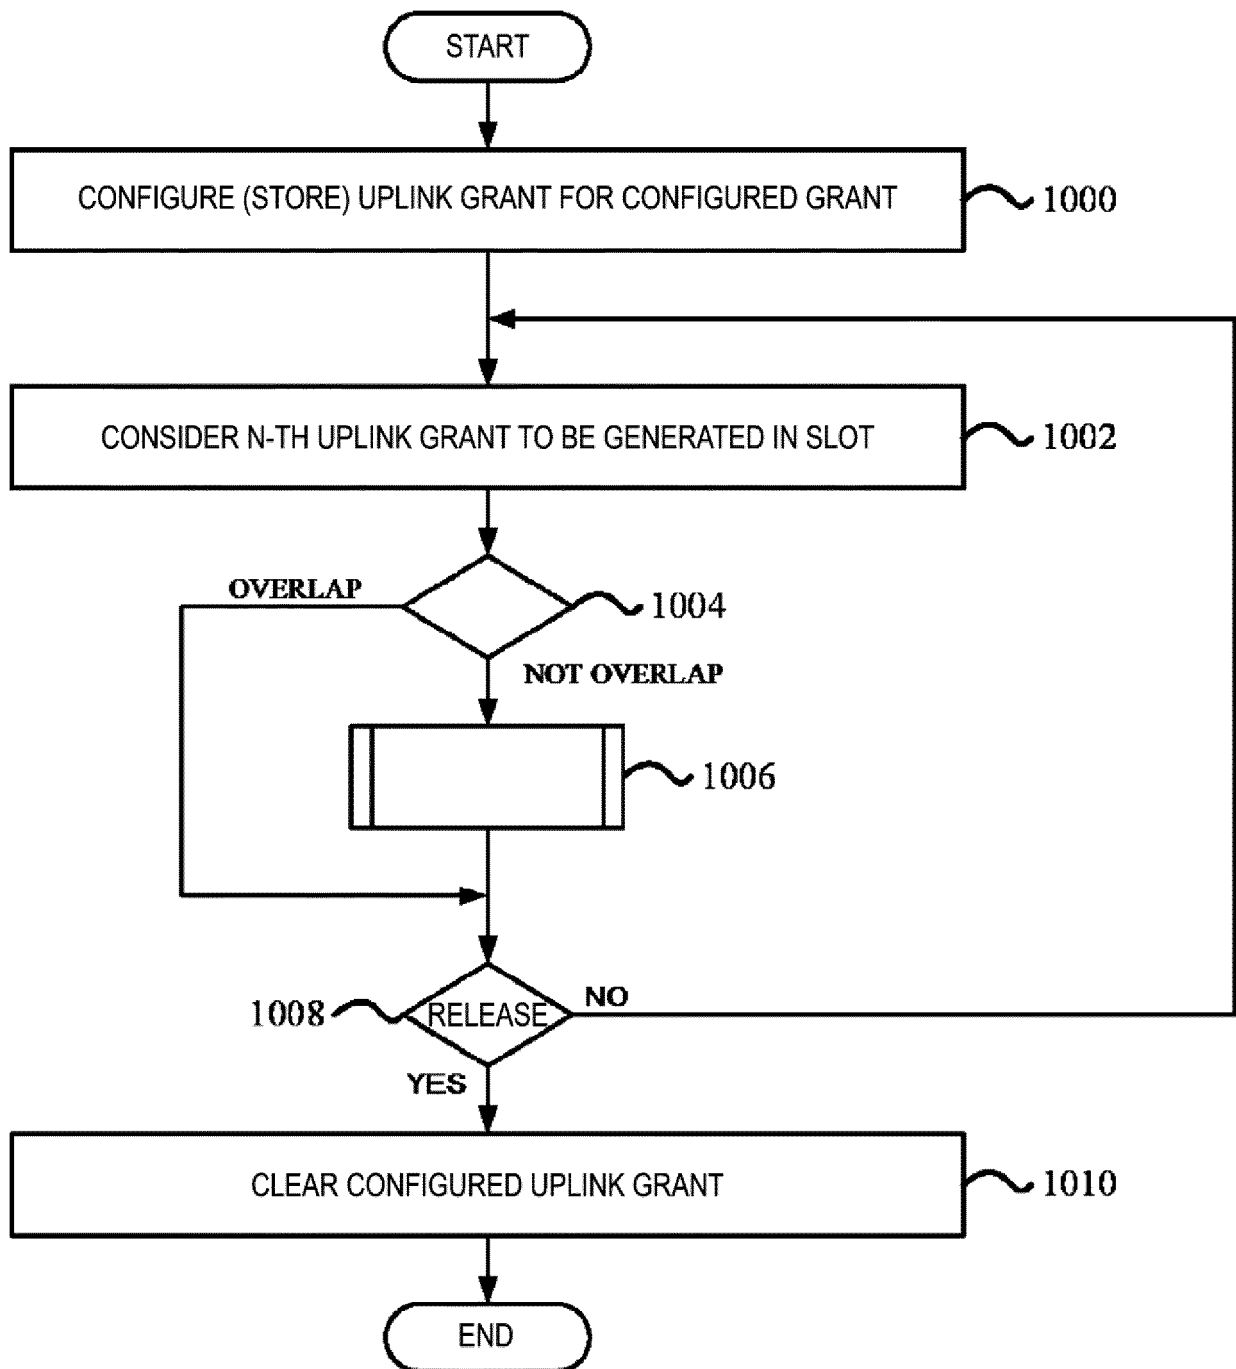 START
CONFIGURE (STORE) UPLINK GRANT FOR CONFIGURED GRANT
1000
CONSIDER N-TH UPLINK GRANT TO BE GENERATED IN SLOT
1002
OVERLAP
1004
NOT OVERLAP
1006
1008
RELEASE
NO
YES
CLEAR CONFIGURED UPLINK GRANT
1010
END